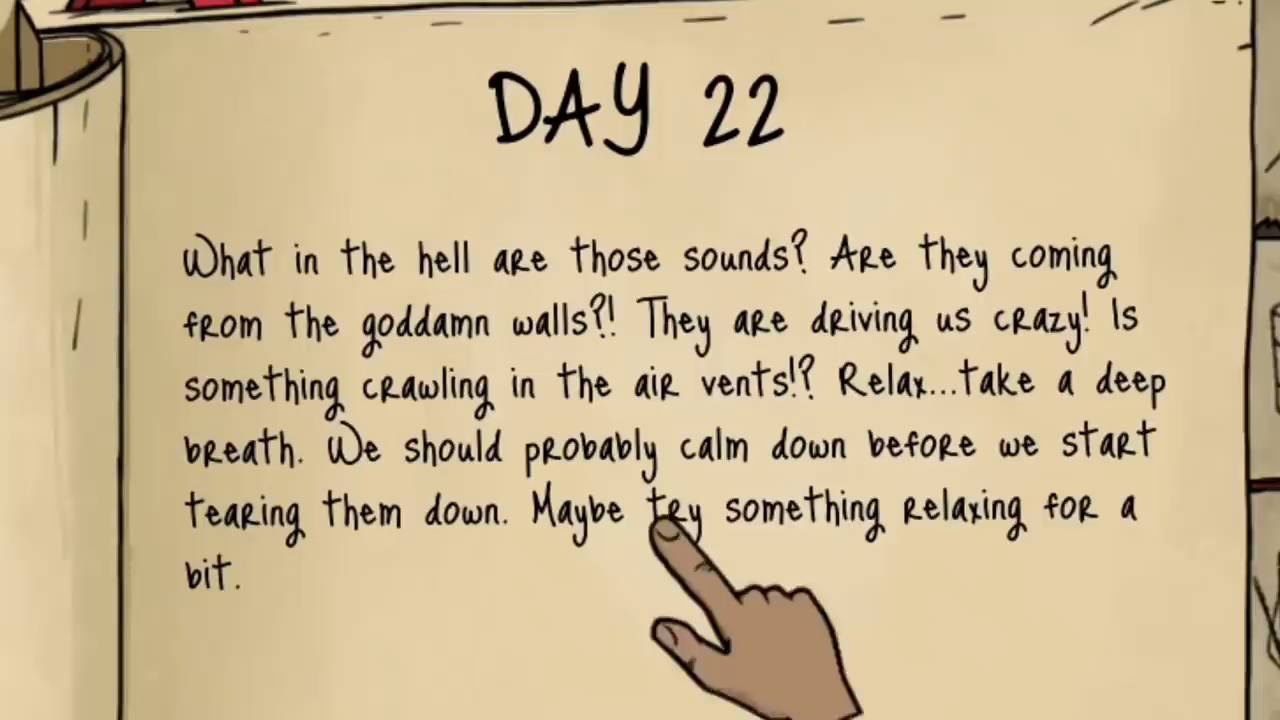 DAY 22
What in the hell are those sounds? Are they coming
from the goddamn walls?! They are driving us crazy! Is
something crawling in the air vents!? Relax...take a deep
breath. We should probably calm down before we start
tearing them down. Maybe try something relaxing for a
bit.